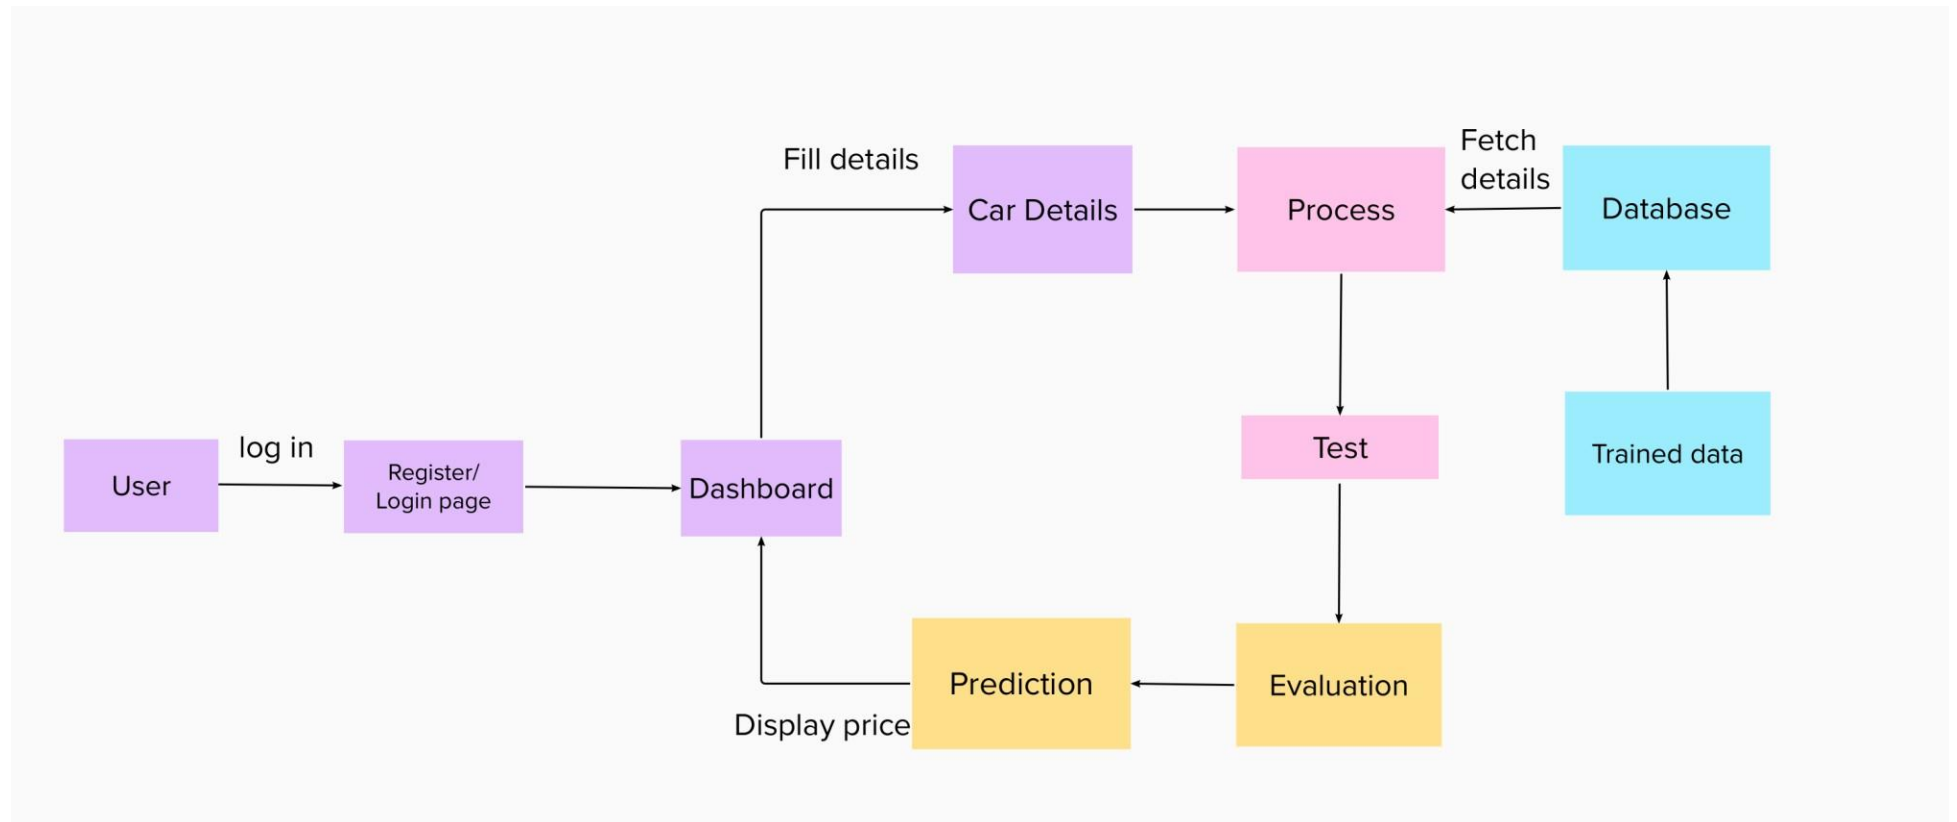 Fill details
Car Details
Process
Fetch
details
Database
User
log in
Register/
Login page
Dashboard
Test
Trained data
Display price
Prediction
Evaluation